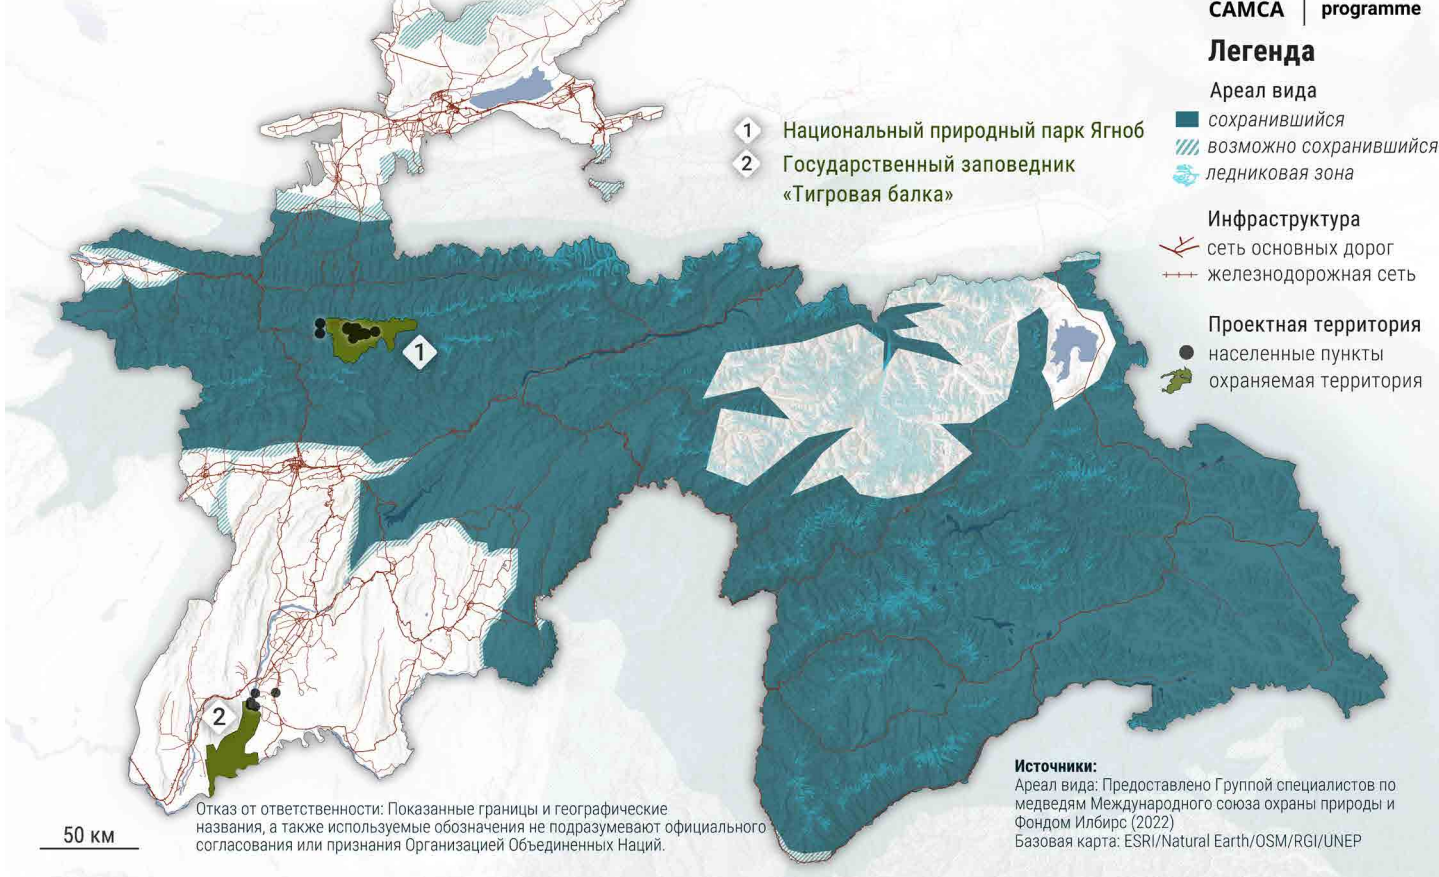 CAMCA | programme
Легенда
Ареал вида
сохранившийся
возможно сохранившийся
ледниковая зона
Инфраструктура
сеть основных дорог
железнодорожная сеть
Проектная территория
населенные пункты
охраняемая территория
1 Национальный природный парк Ягноб
2 Государственный заповедник
«Тигровая балка»
1
2
50 км
Отказ от ответственности: Показанные границы и географические
названия, а также используемые обозначения не подразумевают официального
согласования или признания Организацией Объединенных Наций.
Источники:
Ареал вида: Предоставлено Группой специалистов по
медведям Международного союза охраны природы и
Фондом Илбирс (2022)
Базовая карта: ESRI/Natural Earth/OSM/RGI/UNEP